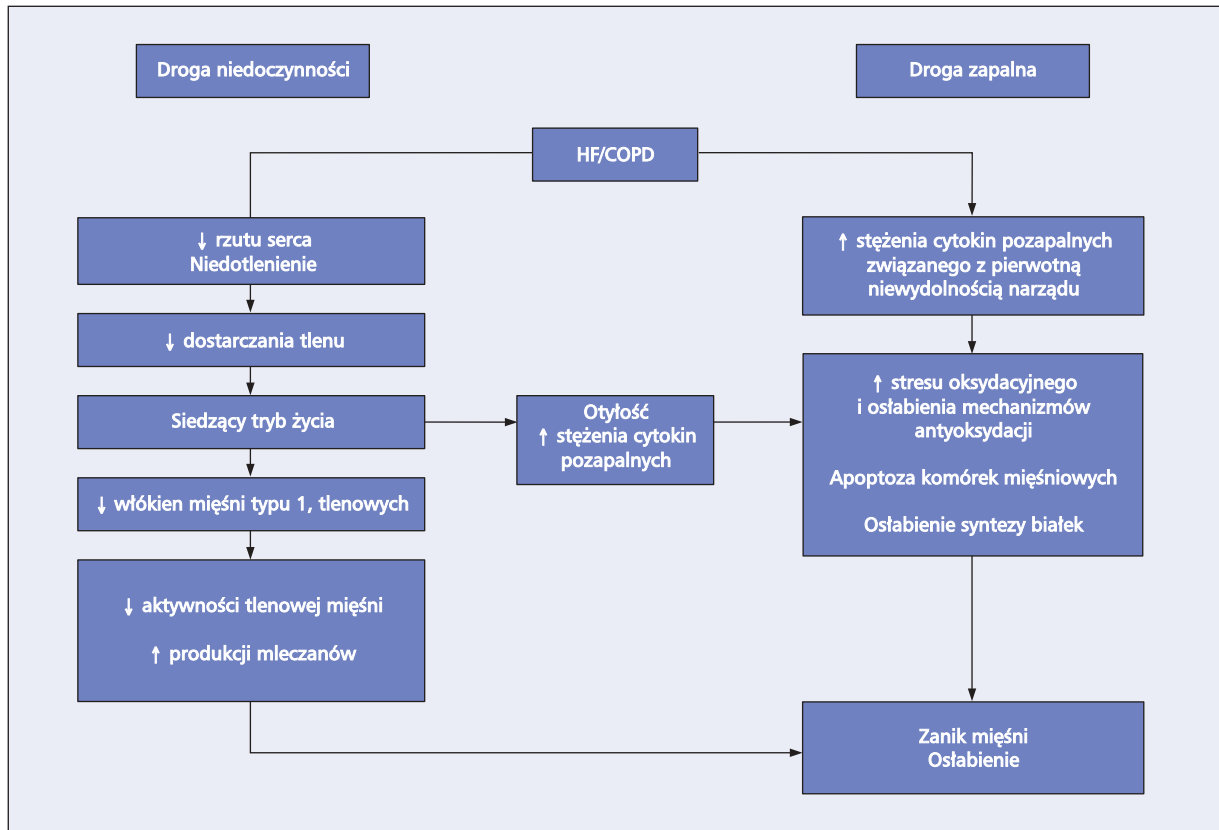 Droga niedoczynności
Droga zapalna
HF/COPD
↓ rzutu serca
Niedotlenienie
↓ dostarczania tlenu
Siedzący tryb życia
↓ włókien mięśni typu 1, tlenowych
↓ aktywności tlenowej mięśni
↑ produkcji mleczanów
Otyłość
↑ stężenia cytokin
pozapalnych
↑ stężenia cytokin pozapalnych
związanego z pierwotną
niewydolnością narządu
↑ stresu oksydacyjnego
i osłabienia mechanizmów
antyoksydacji
Apoptoza komórek mięśniowych
Osłabienie syntezy białek
Zanik mięśni
Osłabienie